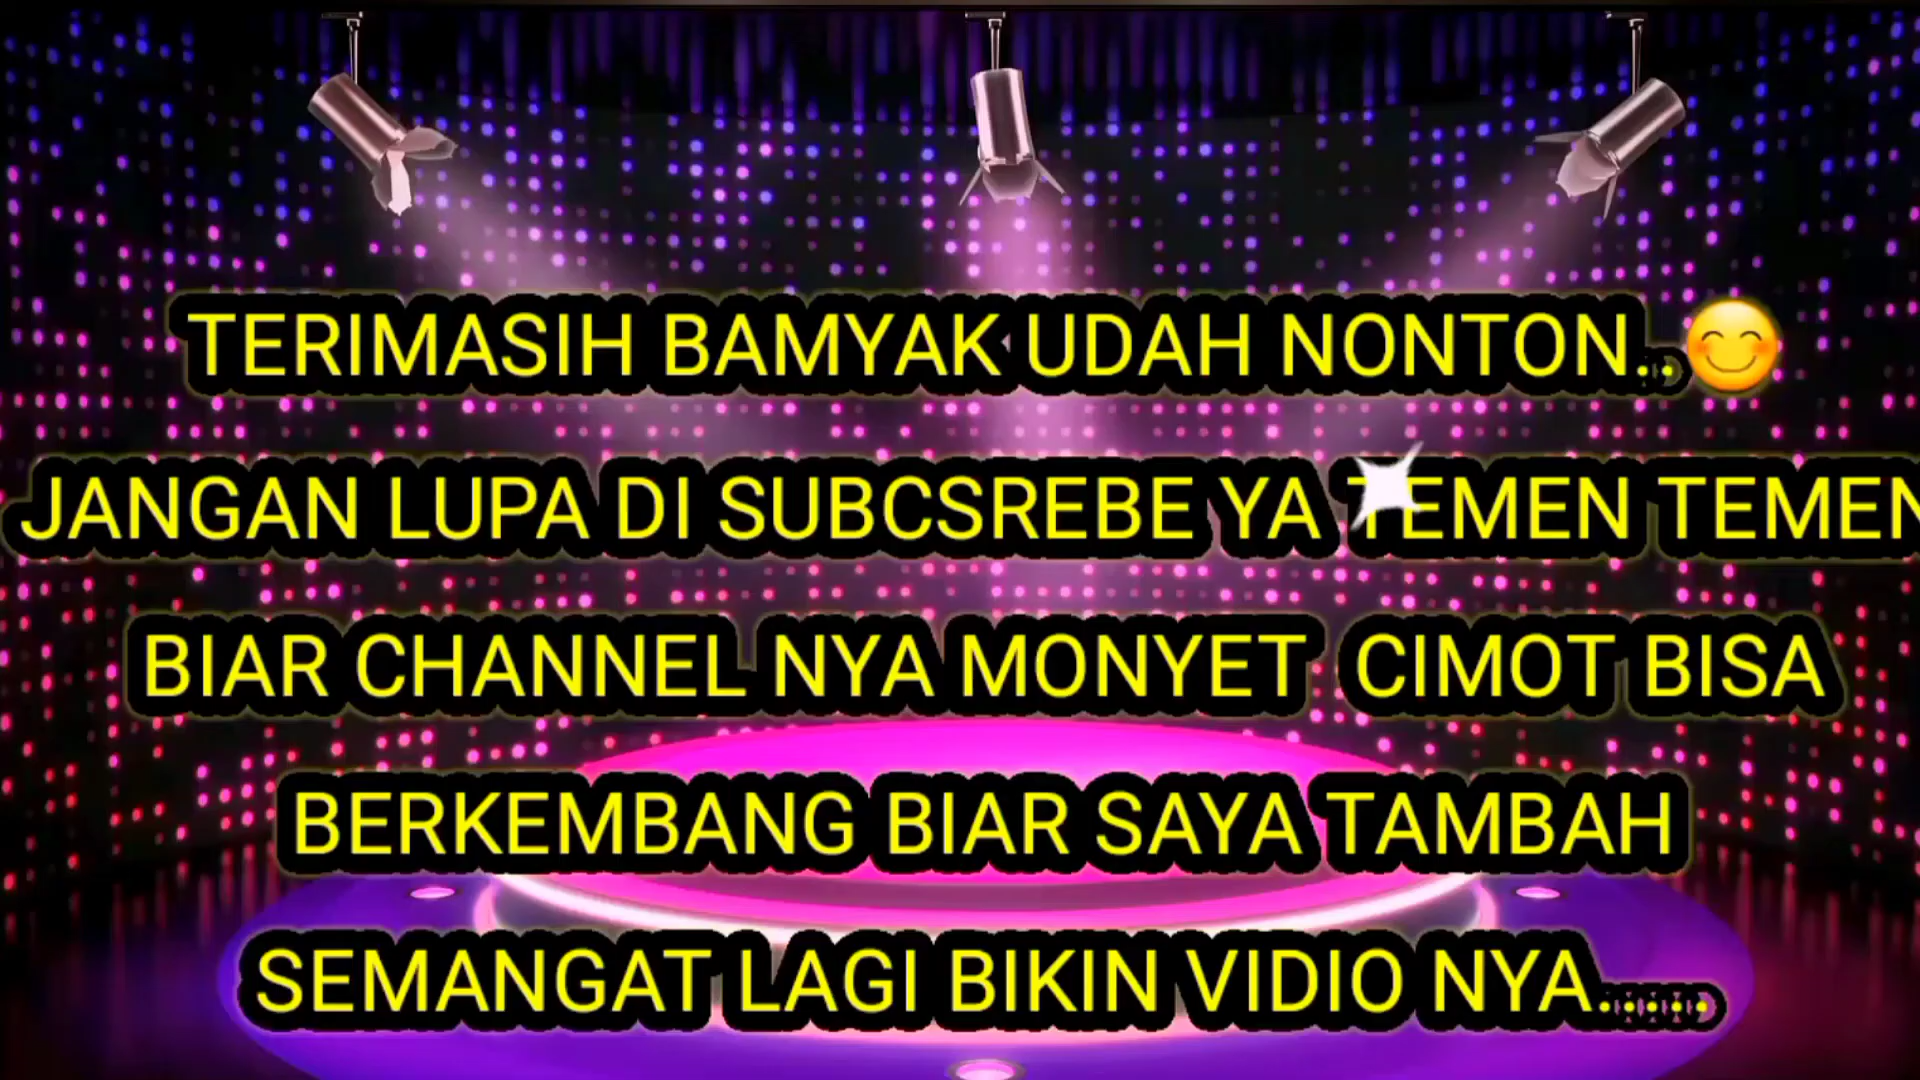 TERIMASIH BAMYAK UDAH NONTON..😊
JANGAN LUPA DI SUBCSREBE YA TEMEN TEMEN
BIAR CHANNEL NYA MONYET CIMOT BISA
BERKEMBANG BIAR SAYA TAMBAH
SEMANGAT LAGI BIKIN VIDIO NYA......